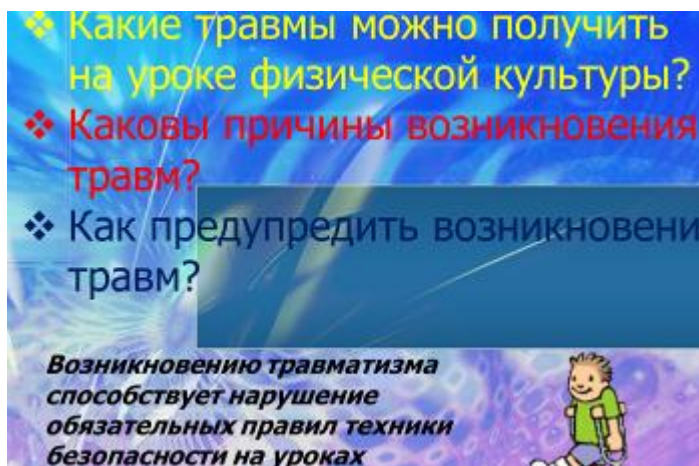 Какие травмы можно получить
на уроке физической культуры?
Каковы причины возникновения
травм?
Как предупредить возникновени
травм?
Возникновению травматизма
способствует нарушение
обязательных правил техники
безопасности на уроках